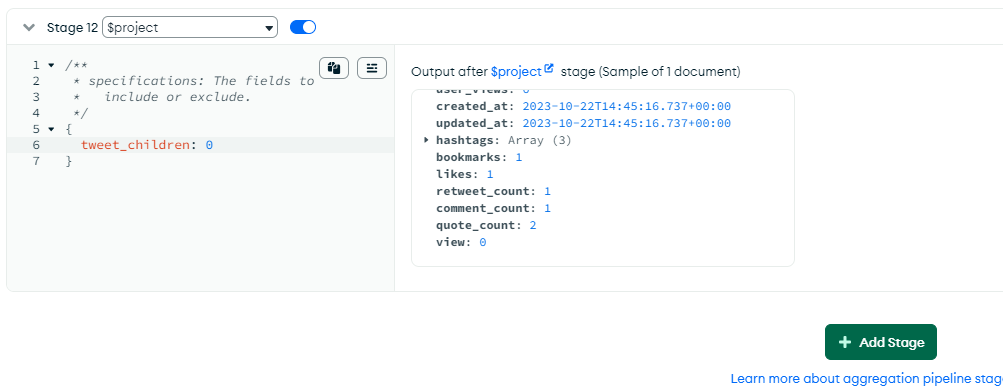 Stage 12 $project
1 /**
2 * specifications: The fields to
3 * include or exclude.
4 */
5 {
6 tweet_children: 0
7 }
Output after $project stage (Sample of 1 document)
user_views: 0
created_at: 2023-10-22T14:45:16.737+00:00
updated_at: 2023-10-22T14:45:16.737+00:00
hashtags: Array (3)
bookmarks: 1
likes: 1
retweet_count: 1
comment_count: 1
quote_count: 2
view: 0
+ Add Stage
Learn more about aggregation pipeline stag